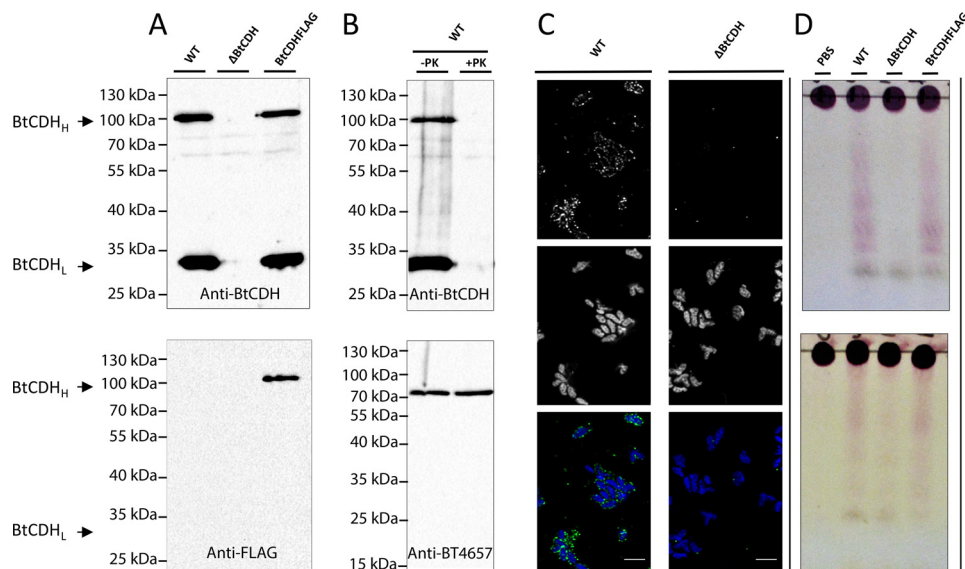 A
B
C
D
WT
ΔBtCDH
BtCDHFLAG
WT
-PK
+PK
WT
ΔBtCDH
PBS
WT
ΔBtCDH
BtCDHFLAG
BtCDHH
BtCDHL
130 kDa
100 kDa
70 kDa
55 kDa
40 kDa
35 kDa
25 kDa
Anti-BtCDH
130 kDa
100 kDa
70 kDa
55 kDa
40 kDa
35 kDa
25 kDa
Anti-BtCDH
BtCDHH
BtCDHL
130 kDa
100 kDa
70 kDa
55 kDa
40 kDa
35 kDa
25 kDa
Anti-FLAG
130 kDa
100 kDa
70 kDa
55 kDa
40 kDa
35 kDa
25 kDa
15 kDa
Anti-BT4657